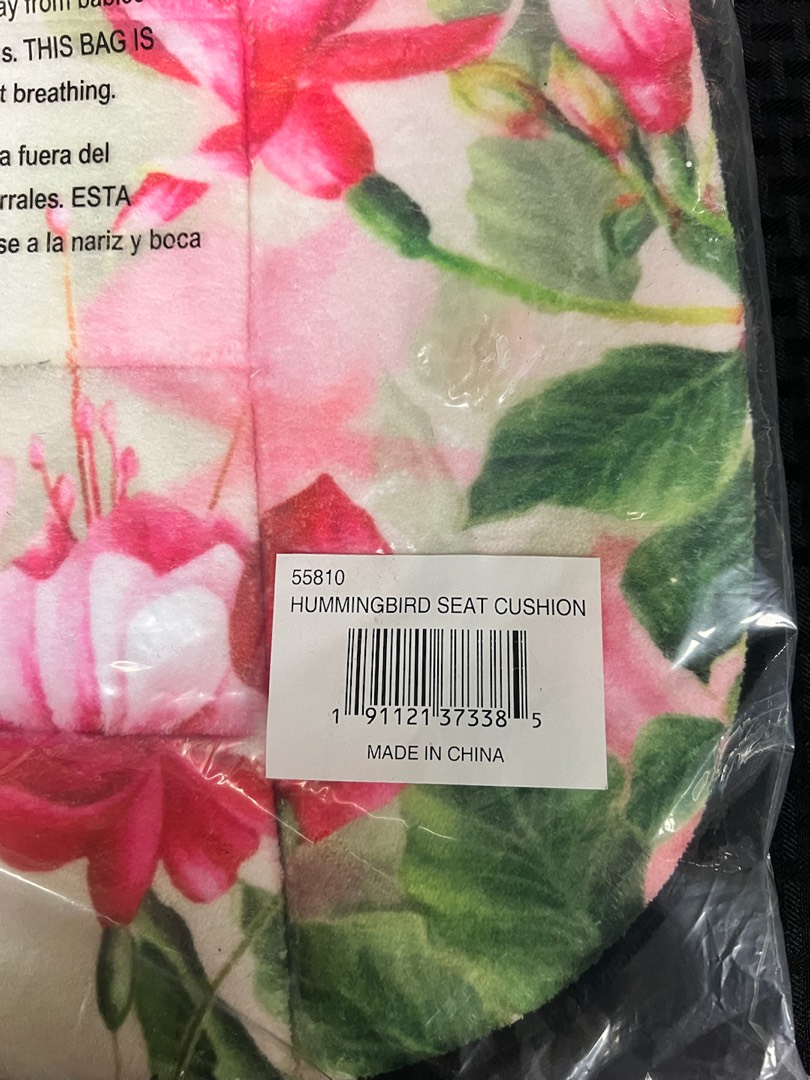 s. THIS BAG IS
t breathing.
a fuera del
rrales. ESTA
se a la nariz y boca
55810
HUMMINGBIRD SEAT CUSHION
1 91121 37338 5
MADE IN CHINA